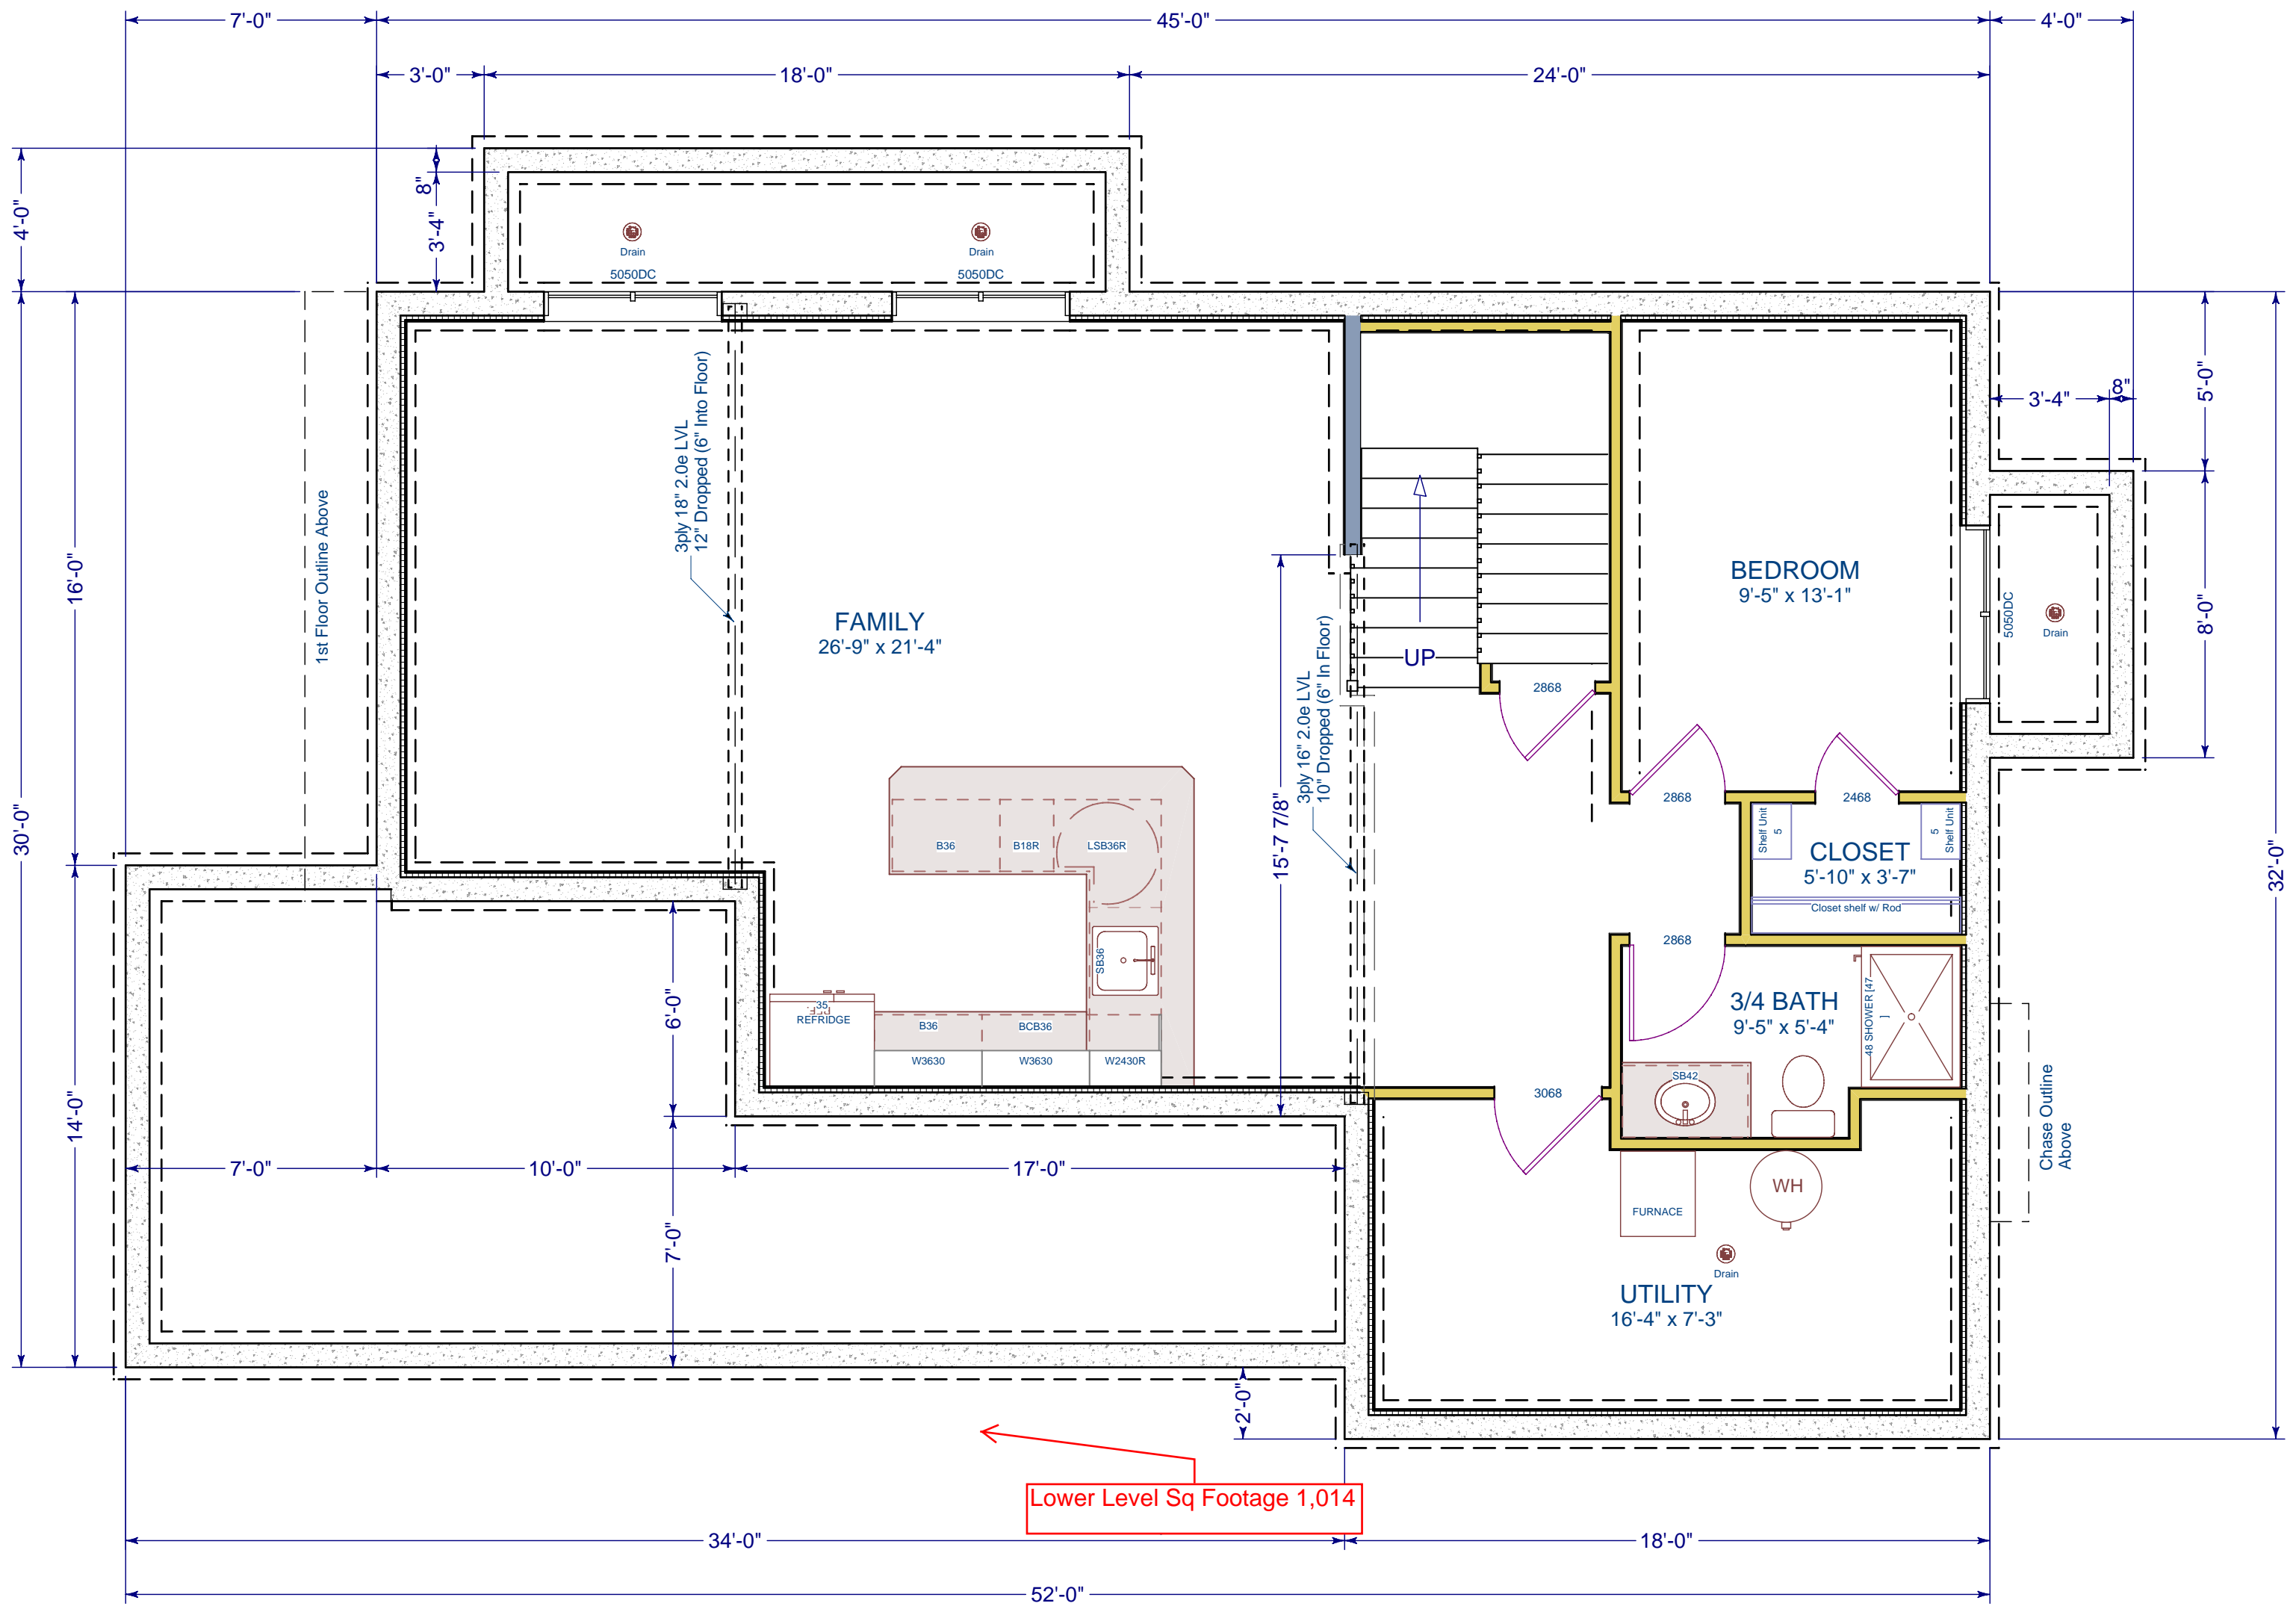 7'-0"
45'-0"
4'-0"
3'-0"
18'-0"
24'-0"
4'-0"
8"
3'-4"
Drain
Drain
5050DC
5050DC
16'-0"
30'-0"
14'-0"
1st Floor Outline Above
3ply 18" 2.0e LVL
12" Dropped (6" Into Floor)
FAMILY
26'-9" x 21'-4"
15'-7 7/8"
3ply 16" 2.0e LVL
10" Dropped (6" In Floor)
UP
2868
BEDROOM
9'-5" x 13'-1"
5050DC
Drain
3'-4"
8"
5'-0"
8'-0"
32'-0"
2868
2468
Shelf Unit
5
5
Shelf Unit
CLOSET
5'-10" x 3'-7"
Closet shelf w/ Rod
2868
B36
B18R
LSB36R
SB36
35
REFRIDGE
B36
BCB36
W3630
W3630
W2430R
3/4 BATH
9'-5" x 5'-4"
48 SHOWER [47
]
SB42
3068
Chase Outline
Above
FURNACE
WH
Drain
UTILITY
16'-4" x 7'-3"
6'-0"
7'-0"
10'-0"
17'-0"
7'-0"
2'-0"
Lower Level Sq Footage 1,014
34'-0"
18'-0"
52'-0"